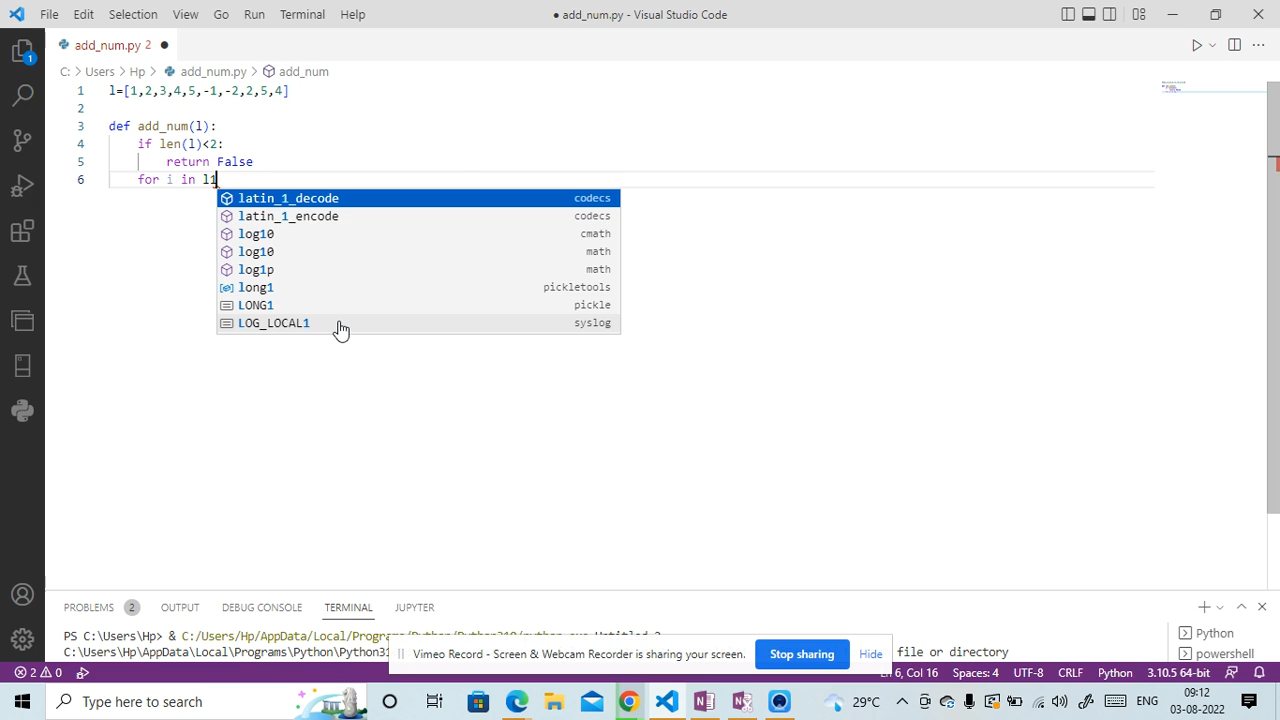 File Edit Selection View Go Run Terminal Help ● add_num.py - Visual Studio Code
add_num.py 2 ●
C: > Users > Hp > add_num.py > add_num
1 l=[1,2,3,4,5,-1,-2,2,5,4]
2
3 def add_num(l):
4 if len(l)<2:
5 return False
6 for i in l1
latin_1_decode codecs
latin_1_encode codecs
log10 cmath
log10 math
log1p math
long1 pickletools
LONG1 pickle
LOG_LOCAL1 syslog
1
PROBLEMS 2 OUTPUT DEBUG CONSOLE TERMINAL JUPYTER
PS C:\Users\Hp> & C:/Users/Hp/AppData/Local/Programs/Python/Python310/python.exe Untitled-2
Python
C:\Users\Hp\AppData\Local\Programs\Python\Python31
file or directory
powershell
Vimeo Record - Screen & Webcam Recorder is sharing your screen. Stop sharing Hide
2 0 Ln 6, Col 16 Spaces: 4 UTF-8 CRLF Python 3.10.5 64-bit
Type here to search 29°C ENG 09:12
03-08-2022